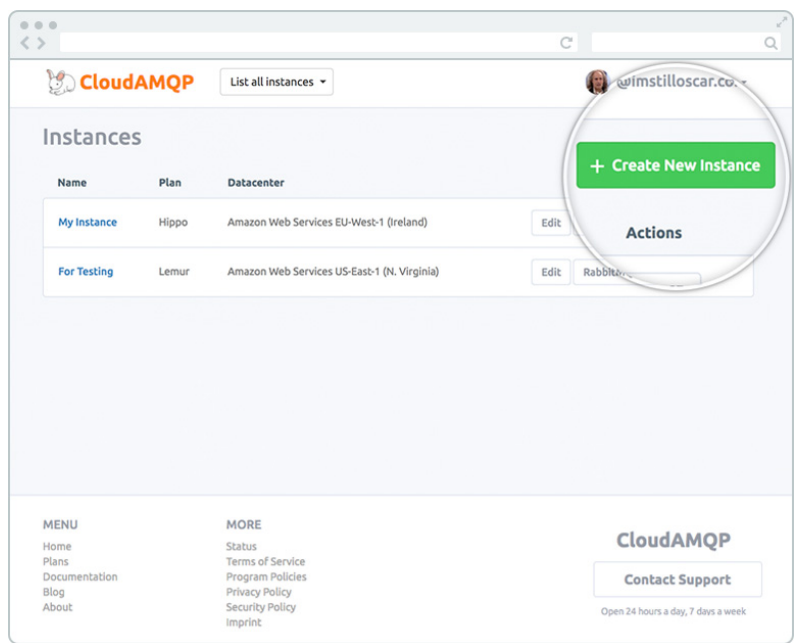 CloudAMQP
List all instances
@imstilloscar.co
Instances
+ Create New Instance
Name Plan Datacenter
Actions
My Instance Hippo Amazon Web Services EU-West-1 (Ireland) Edit
For Testing Lemur Amazon Web Services US-East-1 (N. Virginia) Edit
MENU
Home
Plans
Documentation
Blog
About
MORE
Status
Terms of Service
Program Policies
Privacy Policy
Security Policy
Imprint
CloudAMQP
Contact Support
Open 24 hours a day, 7 days a week